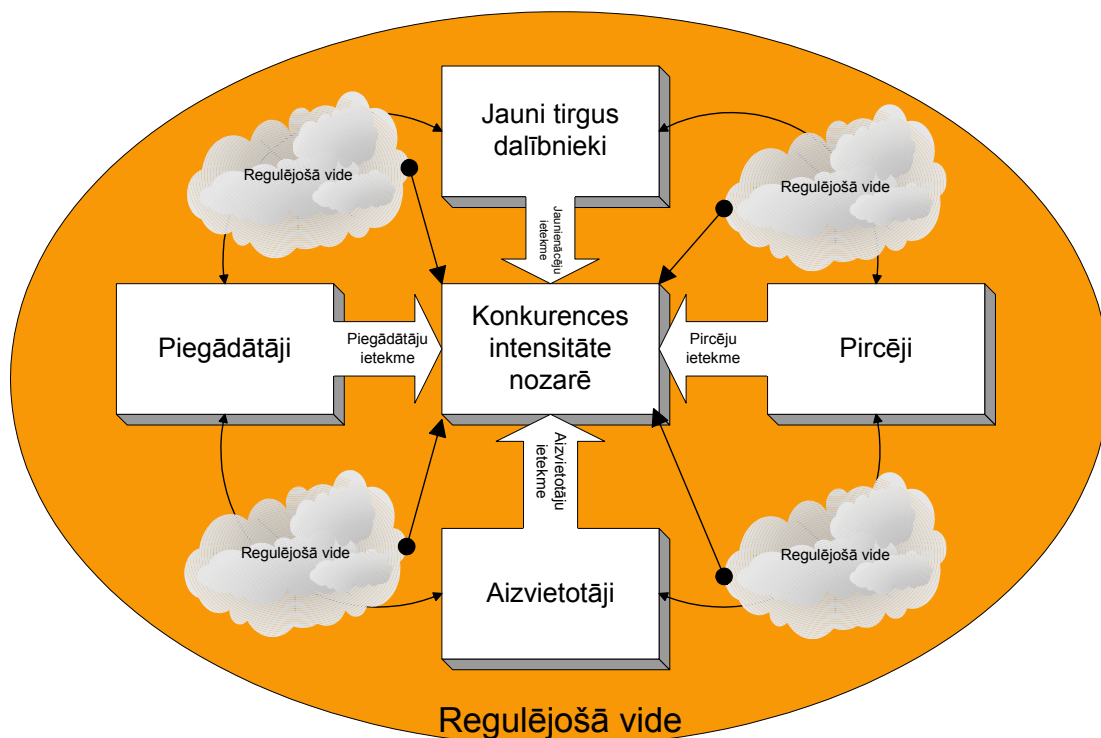 Jauni tirgus
dalībnieki
Regulējošā vide
Regulējošā vide
Jaunienācēju
ietekme
Piegādātāji
Piegādātāju
ietekme
Konkurences
intensitāte
nozarē
Pircēju
ietekme
Pircēji
Aizvietotāju
ietekme
Regulējošā vide
Regulējošā vide
Aizvietotāji
Regulējošā vide